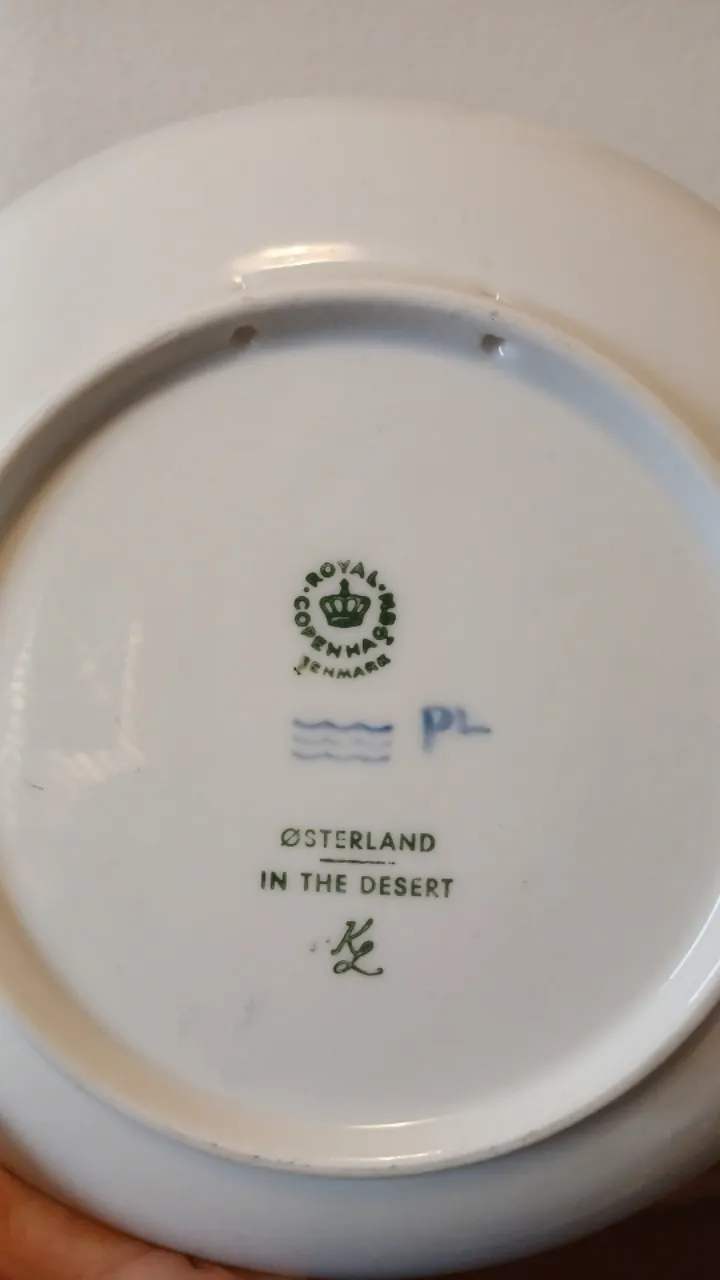 ROYAL
COPENHAGEN
DENMARK
PL
ØSTERLAND
IN THE DESERT
KL